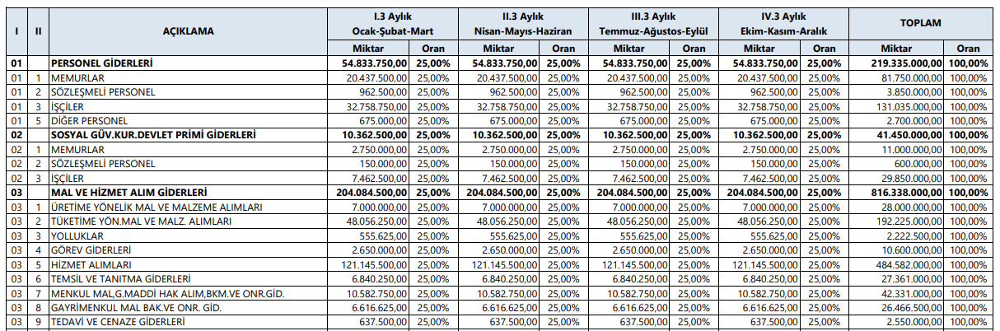 I II AÇIKLAMA I.3 Aylık Ocak-Şubat-Mart II.3 Aylık Nisan-Mayıs-Haziran III.3 Aylık Temmuz-Ağustos-Eylül IV.3 Aylık Ekim-Kasım-Aralık TOPLAM
Miktar Oran Miktar Oran Miktar Oran Miktar Oran Miktar Oran
01 PERSONEL GİDERLERİ 54.833.750,00 25,00% 54.833.750,00 25,00% 54.833.750,00 25,00% 54.833.750,00 25,00% 219.335.000,00 100,00%
01 1 MEMURLAR 20.437.500,00 25,00% 20.437.500,00 25,00% 20.437.500,00 25,00% 20.437.500,00 25,00% 81.750.000,00 100,00%
01 2 SÖZLEŞMELİ PERSONEL 962.500,00 25,00% 962.500,00 25,00% 962.500,00 25,00% 962.500,00 25,00% 3.850.000,00 100,00%
01 3 İŞÇİLER 32.758.750,00 25,00% 32.758.750,00 25,00% 32.758.750,00 25,00% 32.758.750,00 25,00% 131.035.000,00 100,00%
01 5 DİĞER PERSONEL 675.000,00 25,00% 675.000,00 25,00% 675.000,00 25,00% 675.000,00 25,00% 2.700.000,00 100,00%
02 SOSYAL GÜV.KUR.DEVLET PRİMİ GİDERLERİ 10.362.500,00 25,00% 10.362.500,00 25,00% 10.362.500,00 25,00% 10.362.500,00 25,00% 41.450.000,00 100,00%
02 1 MEMURLAR 2.750.000,00 25,00% 2.750.000,00 25,00% 2.750.000,00 25,00% 2.750.000,00 25,00% 11.000.000,00 100,00%
02 2 SÖZLEŞMELİ PERSONEL 150.000,00 25,00% 150.000,00 25,00% 150.000,00 25,00% 150.000,00 25,00% 600.000,00 100,00%
02 3 İŞÇİLER 7.462.500,00 25,00% 7.462.500,00 25,00% 7.462.500,00 25,00% 7.462.500,00 25,00% 29.850.000,00 100,00%
03 MAL VE HİZMET ALIM GİDERLERİ 204.084.500,00 25,00% 204.084.500,00 25,00% 204.084.500,00 25,00% 204.084.500,00 25,00% 816.338.000,00 100,00%
03 1 ÜRETİME YÖNELİK MAL VE MALZEME ALIMLARI 7.000.000,00 25,00% 7.000.000,00 25,00% 7.000.000,00 25,00% 7.000.000,00 25,00% 28.000.000,00 100,00%
03 2 TÜKETİME YÖN.MAL VE MALZ. ALIMLARI 48.056.250,00 25,00% 48.056.250,00 25,00% 48.056.250,00 25,00% 48.056.250,00 25,00% 192.225.000,00 100,00%
03 3 YOLLUKLAR 555.625,00 25,00% 555.625,00 25,00% 555.625,00 25,00% 555.625,00 25,00% 2.222.500,00 100,00%
03 4 GÖREV GİDERLERİ 2.650.000,00 25,00% 2.650.000,00 25,00% 2.650.000,00 25,00% 2.650.000,00 25,00% 10.600.000,00 100,00%
03 5 HİZMET ALIMLARI 121.145.500,00 25,00% 121.145.500,00 25,00% 121.145.500,00 25,00% 121.145.500,00 25,00% 484.582.000,00 100,00%
03 6 TEMSİL VE TANITMA GİDERLERİ 6.840.250,00 25,00% 6.840.250,00 25,00% 6.840.250,00 25,00% 6.840.250,00 25,00% 27.361.000,00 100,00%
03 7 MENKUL MAL,G.MADDİ HAK ALIM,BKM.VE ONR.GİD. 10.582.750,00 25,00% 10.582.750,00 25,00% 10.582.750,00 25,00% 10.582.750,00 25,00% 42.331.000,00 100,00%
03 8 GAYRİMENKUL MAL BAK.VE ONR. GİD. 6.616.625,00 25,00% 6.616.625,00 25,00% 6.616.625,00 25,00% 6.616.625,00 25,00% 26.466.500,00 100,00%
03 9 TEDAVİ VE CENAZE GİDERLERİ 637.500,00 25,00% 637.500,00 25,00% 637.500,00 25,00% 637.500,00 25,00% 2.550.000,00 100,00%